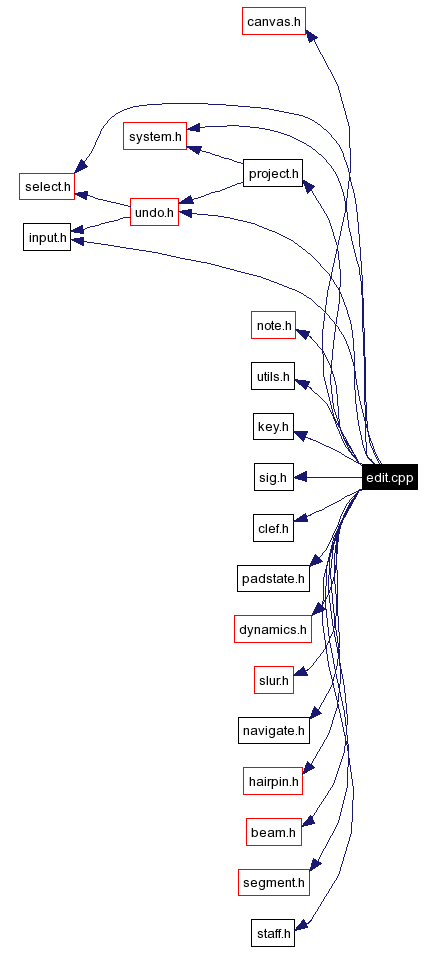 canvas.h
system.h
project.h
select.h
undo.h
input.h
note.h
utils.h
key.h
sig.h
edit.cpp
clef.h
padstate.h
dynamics.h
slur.h
navigate.h
hairpin.h
beam.h
segment.h
staff.h